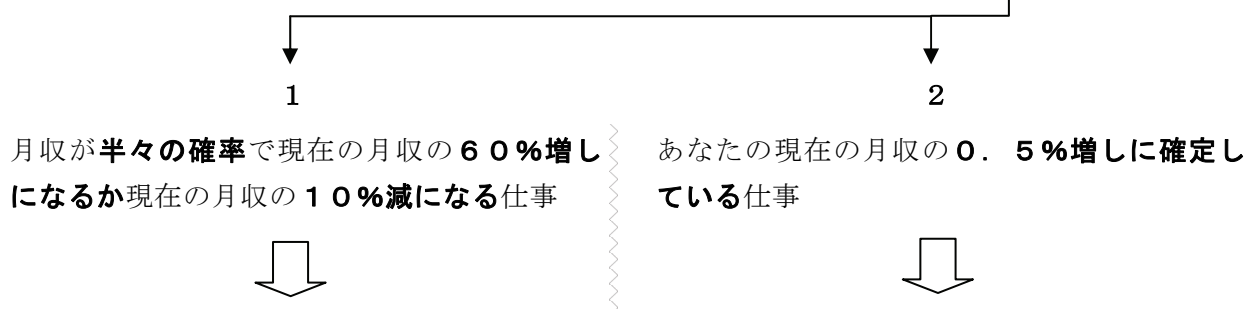 1
月収が半々の確率で現在の月収の６０％増し
になるか現在の月収の１０％減になる仕事
2
あなたの現在の月収の０．５％増しに確定し
ている仕事